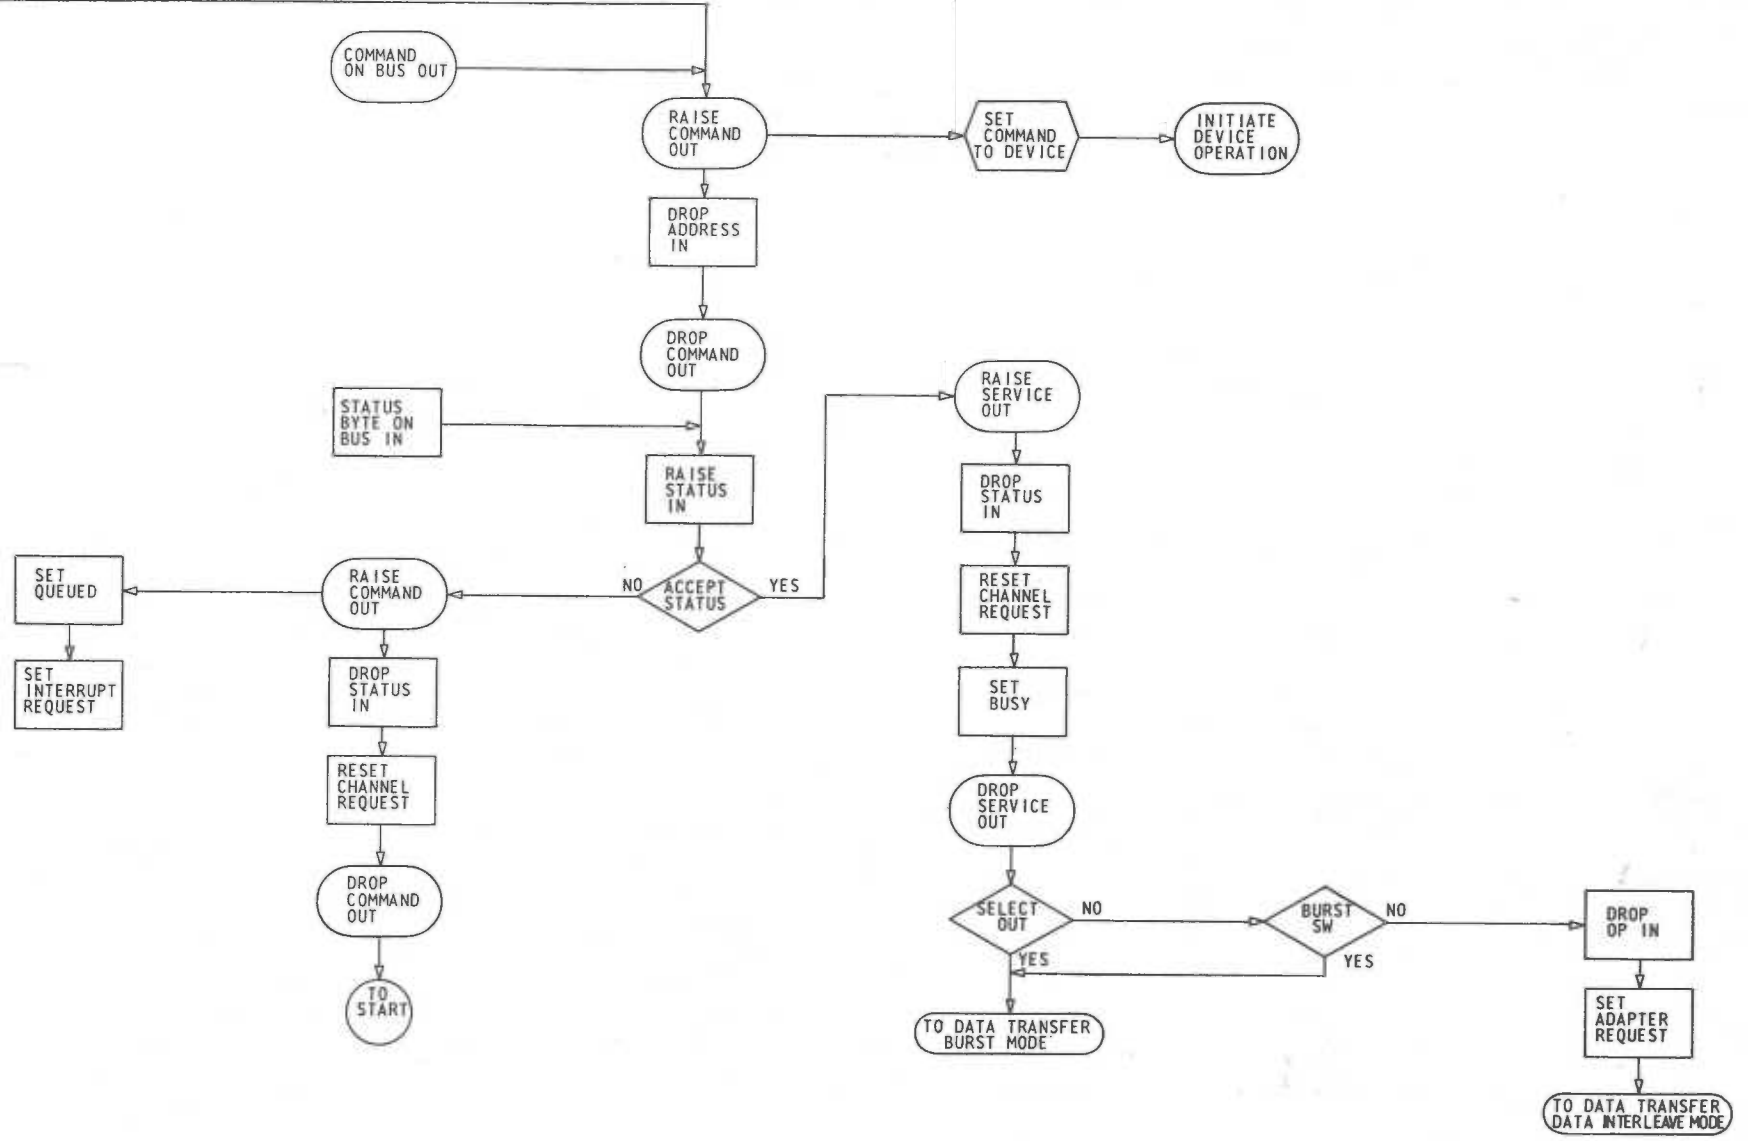 COMMAND
ON BUS OUT
RAISE
COMMAND
OUT
SET
COMMAND
TO DEVICE
INITIATE
DEVICE
OPERATION
DROP
ADDRESS
IN
DROP
COMMAND
OUT
STATUS
BYTE ON
BUS IN
RAISE
STATUS
IN
ACCEPT
STATUS
NO
YES
RAISE
COMMAND
OUT
SET
QUEUED
SET
INTERRUPT
REQUEST
DROP
STATUS
IN
RESET
CHANNEL
REQUEST
DROP
COMMAND
OUT
TO
START
RAISE
SERVICE
OUT
DROP
STATUS
IN
RESET
CHANNEL
REQUEST
SET
BUSY
DROP
SERVICE
OUT
SELECT
OUT
NO
YES
BURST
SW
NO
YES
TO DATA TRANSFER
BURST MODE
DROP
OP IN
SET
ADAPTER
REQUEST
TO DATA TRANSFER
DATA INTERLEAVE MODE